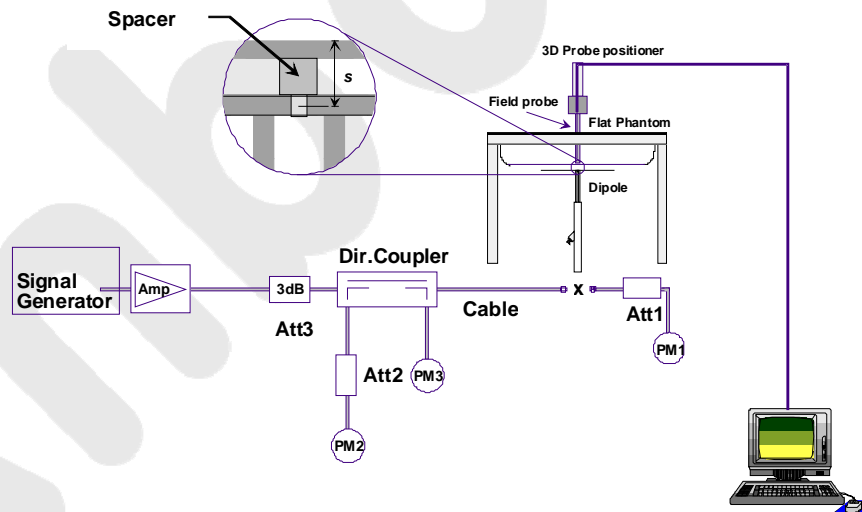 Spacer
s
3D Probe positioner
Field probe
Flat Phantom
Dipole
Dir.Coupler
Signal
Generator
Amp
3dB
Att3
Cable
x
Att1
PM1
Att2
PM3
PM2